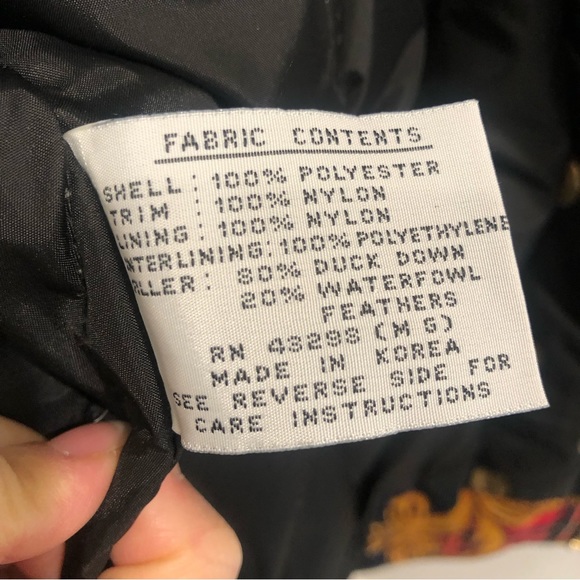 FABRIC CONTENTS
SHELL : 100% POLYESTER
TRIM : 100% NYLON
LINING : 100% NYLON
NTERLINING: 100% POLYETHYLENE
LLER: 80% DUCK DOWN
20% WATERFOWL
FEATHERS
RN 43293 (M G)
MADE IN KOREA
SEE REVERSE SIDE FOR
CARE INSTRUCTIONS